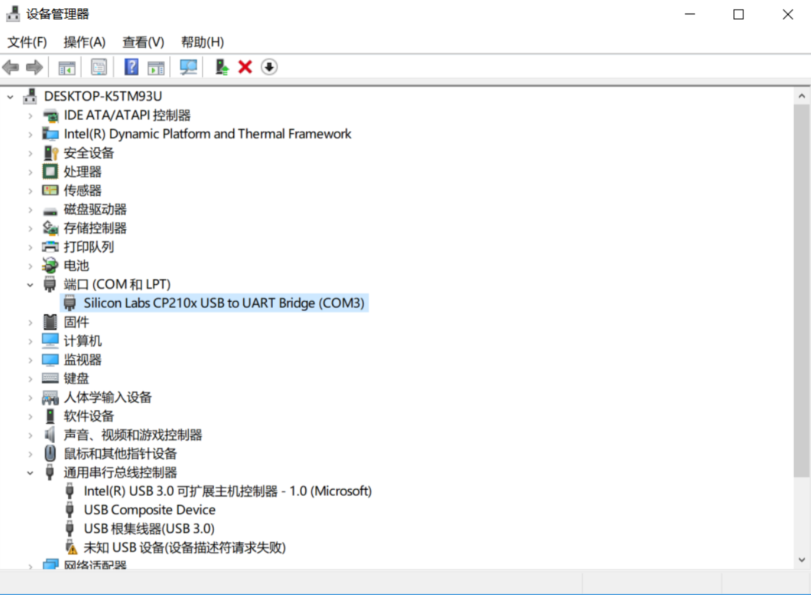 设备管理器
文件(F) 操作(A) 查看(V) 帮助(H)
DESKTOP-K5TM93U
IDE ATA/ATAPI 控制器
Intel(R) Dynamic Platform and Thermal Framework
安全设备
处理器
传感器
磁盘驱动器
存储控制器
打印队列
电池
端口 (COM 和 LPT)
Silicon Labs CP210x USB to UART Bridge (COM3)
固件
计算机
监视器
键盘
人体学输入设备
软件设备
声音、视频和游戏控制器
鼠标和其他指针设备
通用串行总线控制器
Intel(R) USB 3.0 可扩展主机控制器 - 1.0 (Microsoft)
USB Composite Device
USB 根集线器(USB 3.0)
未知 USB 设备(设备描述符请求失败)
网络适配器